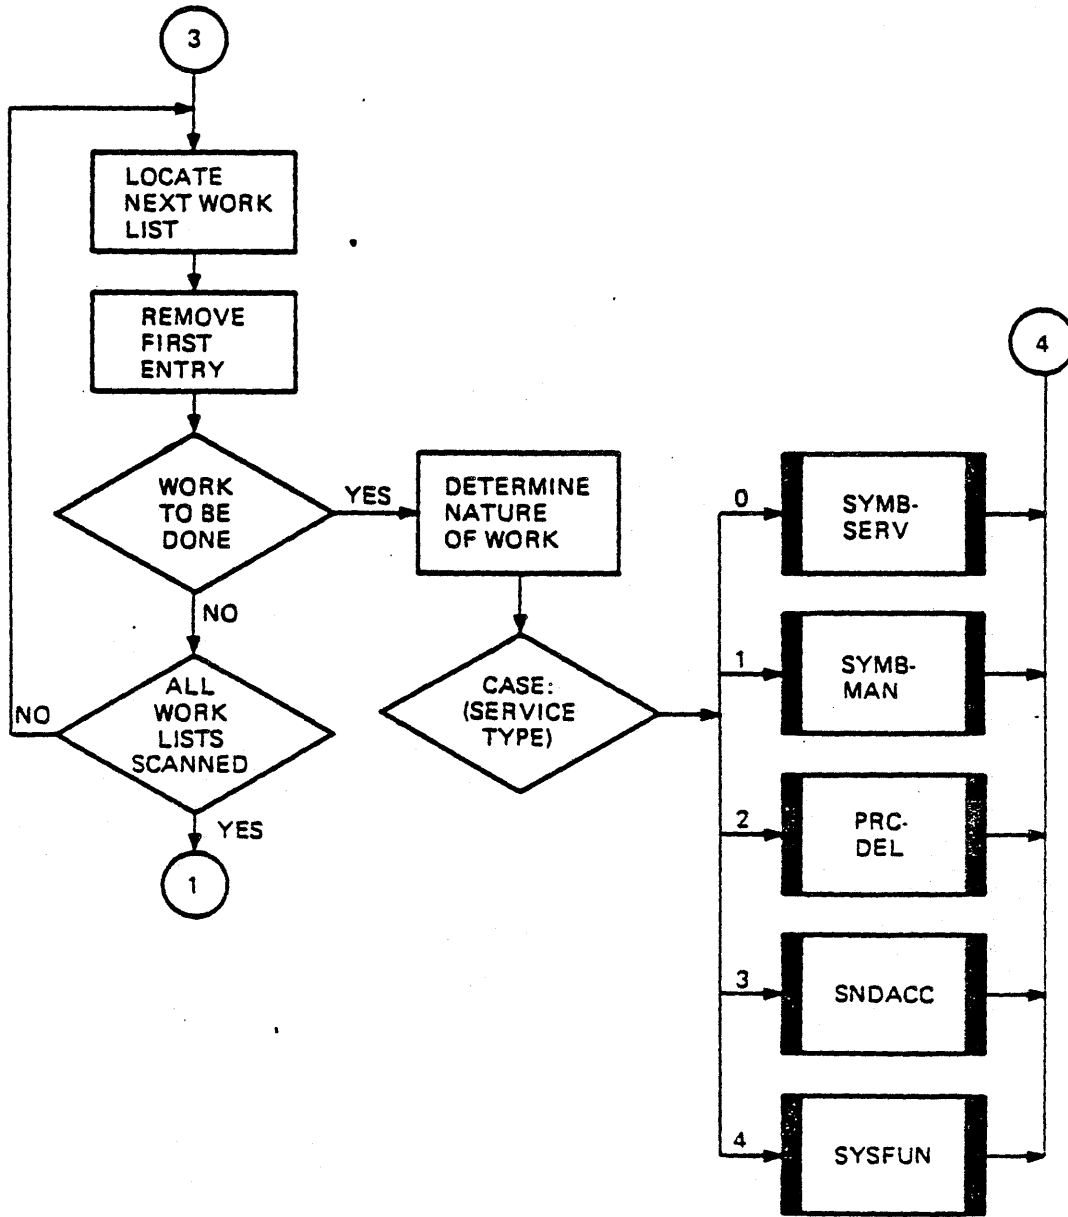 3
LOCATE
NEXT WORK
LIST
REMOVE
FIRST
ENTRY
4
WORK
TO BE
DONE
YES
DETERMINE
NATURE
OF WORK
0
SYMB-
SERV
NO
1
SYMB-
MAN
ALL
WORK
LISTS
SCANNED
NO
CASE:
(SERVICE
TYPE)
YES
2
PRC-
DEL
1
3
SNDACC
4
SYSFUN